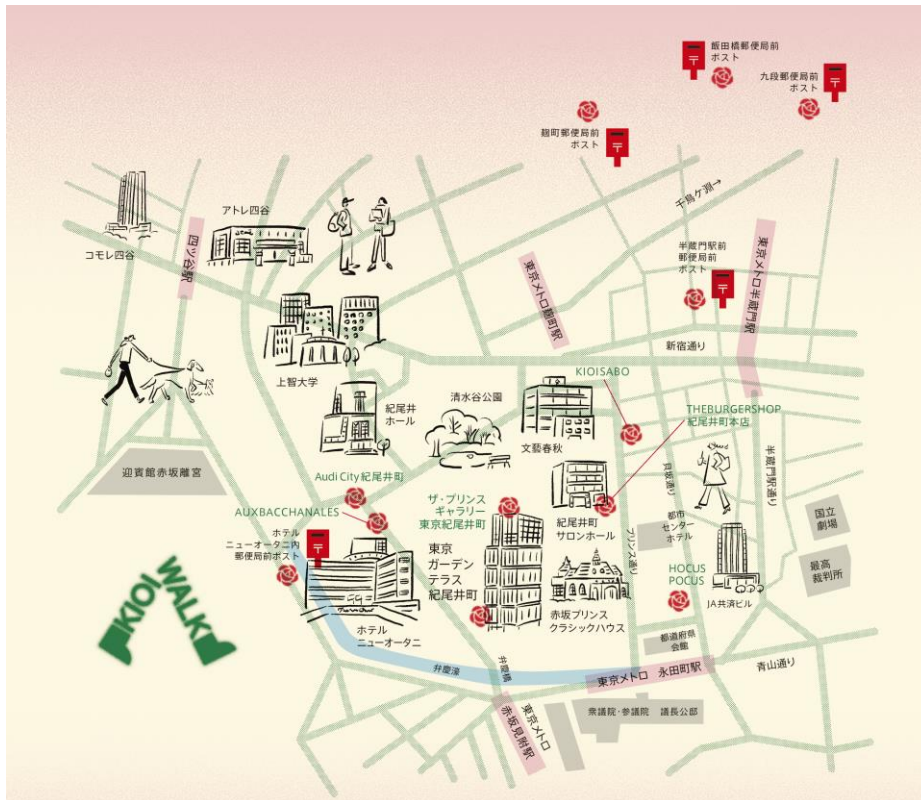 飯田橋郵便局前
ポスト
九段郵便局前
ポスト
麹町郵便局前
ポスト
千鳥ケ淵→
アトレ四谷
コモレ四谷
四ツ谷駅
東京メトロ麹町駅
半蔵門駅前
郵便局前
ポスト
東京メトロ半蔵門駅
新宿通り
上智大学
KIOISABO
THEBURGERSHOP
紀尾井町本店
紀尾井
ホール
清水谷公園
文藝春秋
迎賓館赤坂離宮
Audi City 紀尾井町
AUXBACCHANALES
ザ・プリンス
ギャラリー
東京紀尾井町
紀尾井町
サロンホール
貝坂通り
半蔵門駅通り
プリンス通り
都市
センター
ホテル
国立
劇場
最高
裁判所
ホテル
ニューオータニ内
郵便局前ポスト
東京
ガーデン
テラス
紀尾井町
HOCUS
POCUS
JA共済ビル
赤坂プリンス
クラシックハウス
ホテル
ニューオータニ
都道府県
会館
KIOI
WALK
弁慶濠
弁慶橋
東京メトロ 永田町駅
青山通り
東京メトロ
赤坂見附駅
衆議院・参議院 議長公邸